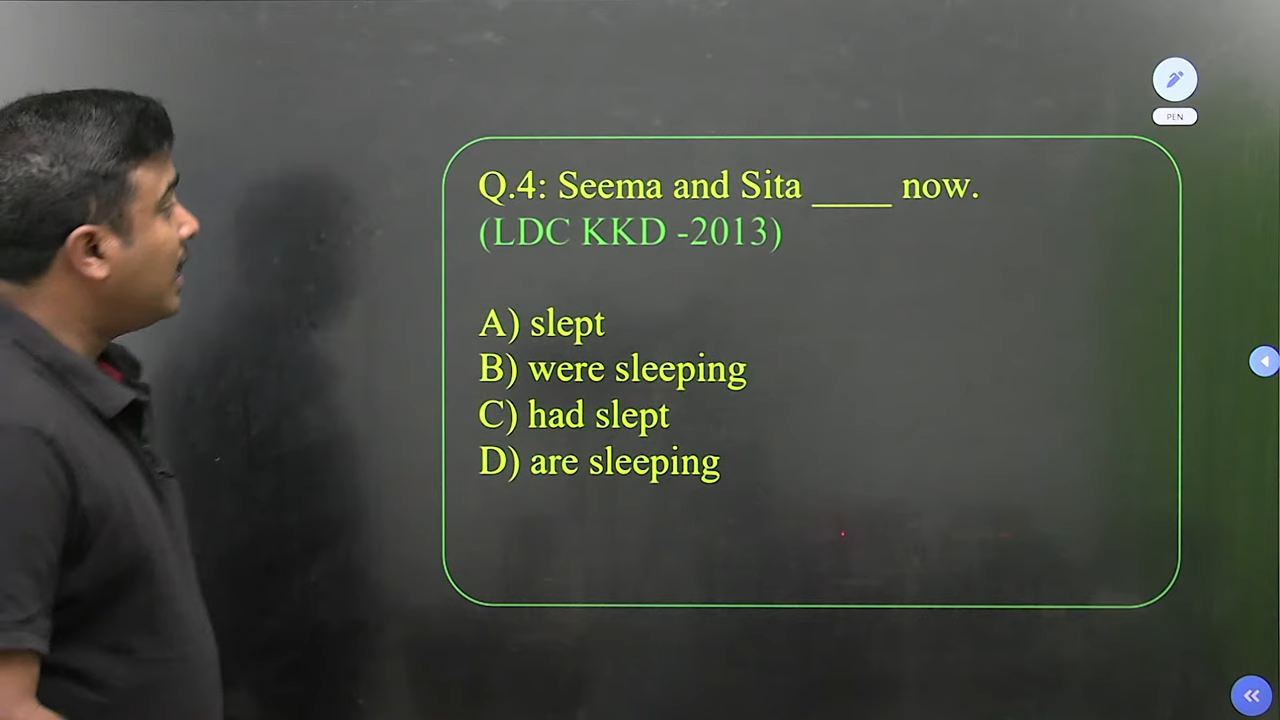 PEN
Q.4: Seema and Sita ____ now.
(LDC KKD -2013)
A) slept
B) were sleeping
C) had slept
D) are sleeping